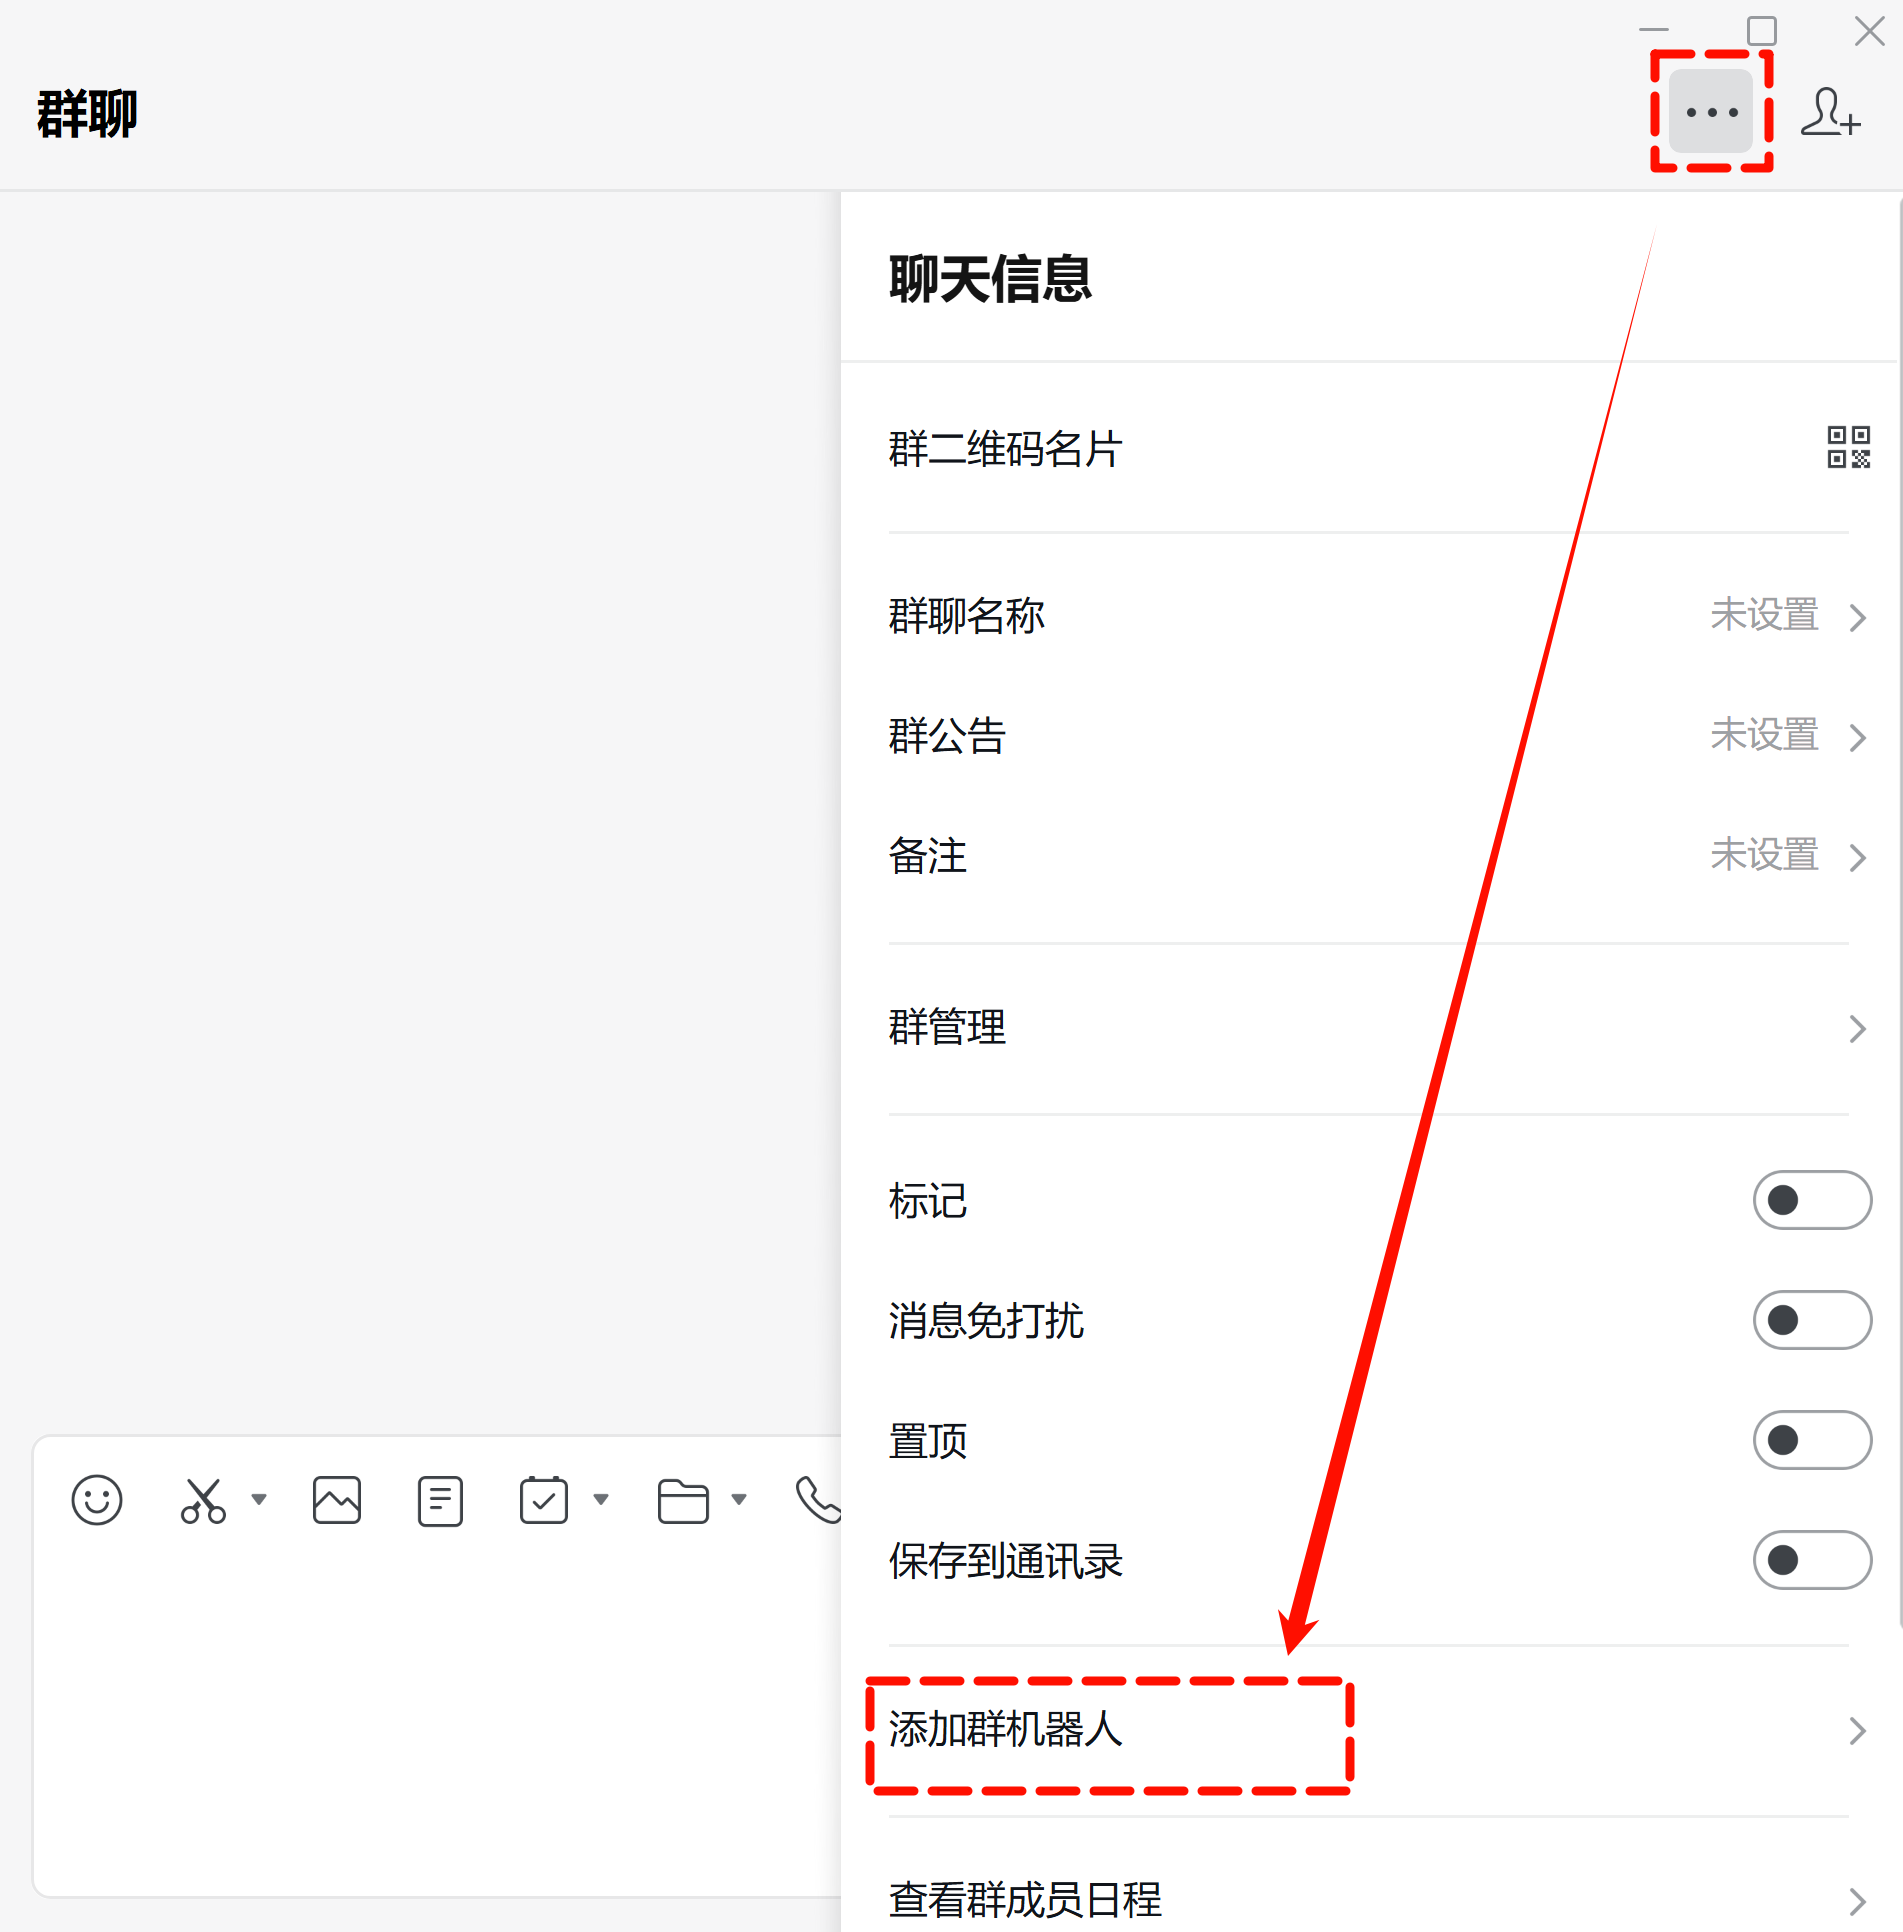 群聊
聊天信息
群二维码名片
群聊名称 未设置
群公告 未设置
备注 未设置
群管理
标记
消息免打扰
置顶
保存到通讯录
添加群机器人
查看群成员日程